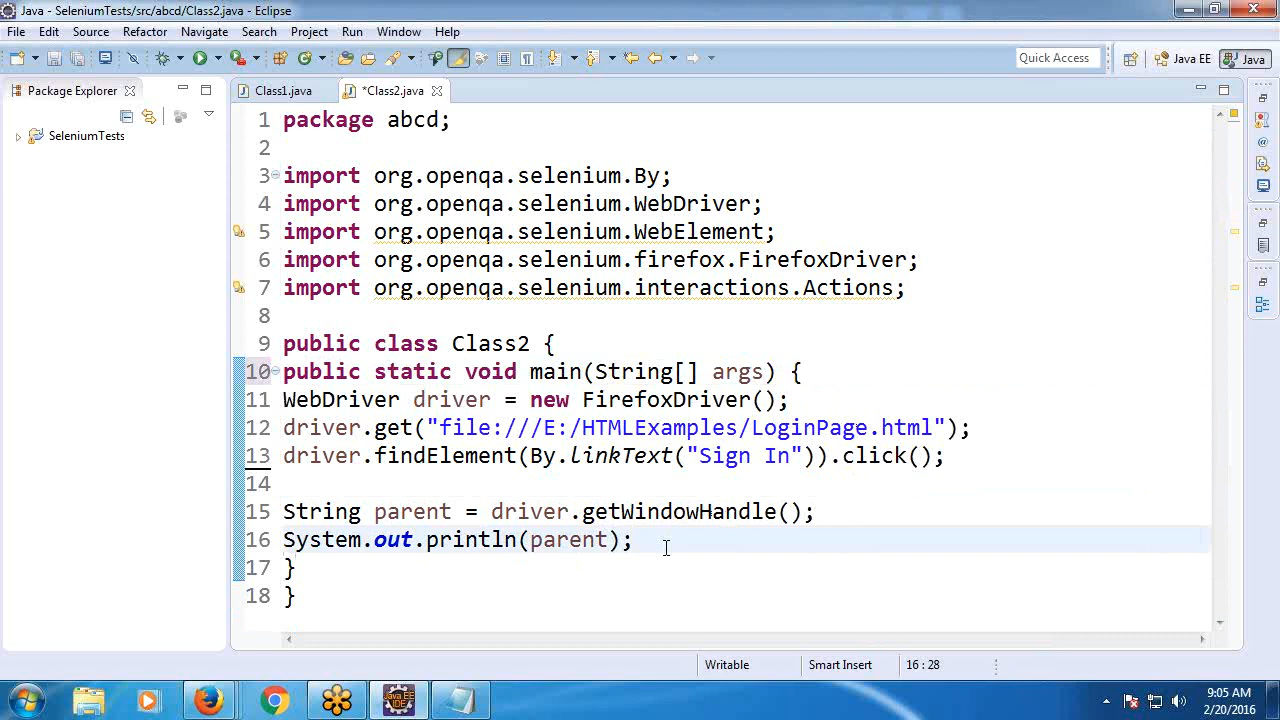 Java - SeleniumTests/src/abcd/Class2.java - Eclipse
File Edit Source Refactor Navigate Search Project Run Window Help
Quick Access Java EE Java
Package Explorer Class1.java *Class2.java
SeleniumTests
1 package abcd;
2
3 import org.openqa.selenium.By;
4 import org.openqa.selenium.WebDriver;
5 import org.openqa.selenium.WebElement;
6 import org.openqa.selenium.firefox.FirefoxDriver;
7 import org.openqa.selenium.interactions.Actions;
8
9 public class Class2 {
10 public static void main(String[] args) {
11 WebDriver driver = new FirefoxDriver();
12 driver.get("file:///E:/HTMLExamples/LoginPage.html");
13 driver.findElement(By.linkText("Sign In")).click();
14
15 String parent = driver.getWindowHandle();
16 System.out.println(parent);
17 }
18 }
Writable Smart Insert 16 : 28
Java EE IDE
9:05 AM
2/20/2016